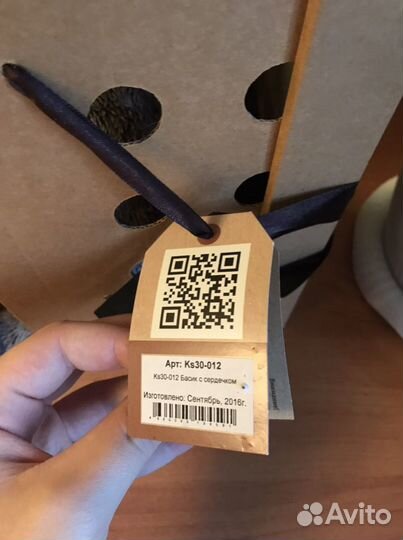 Арт: Ks30-012
Ks30-012 Басик с сердечком
Изготовлено: Сентябрь, 2016г.
Avito